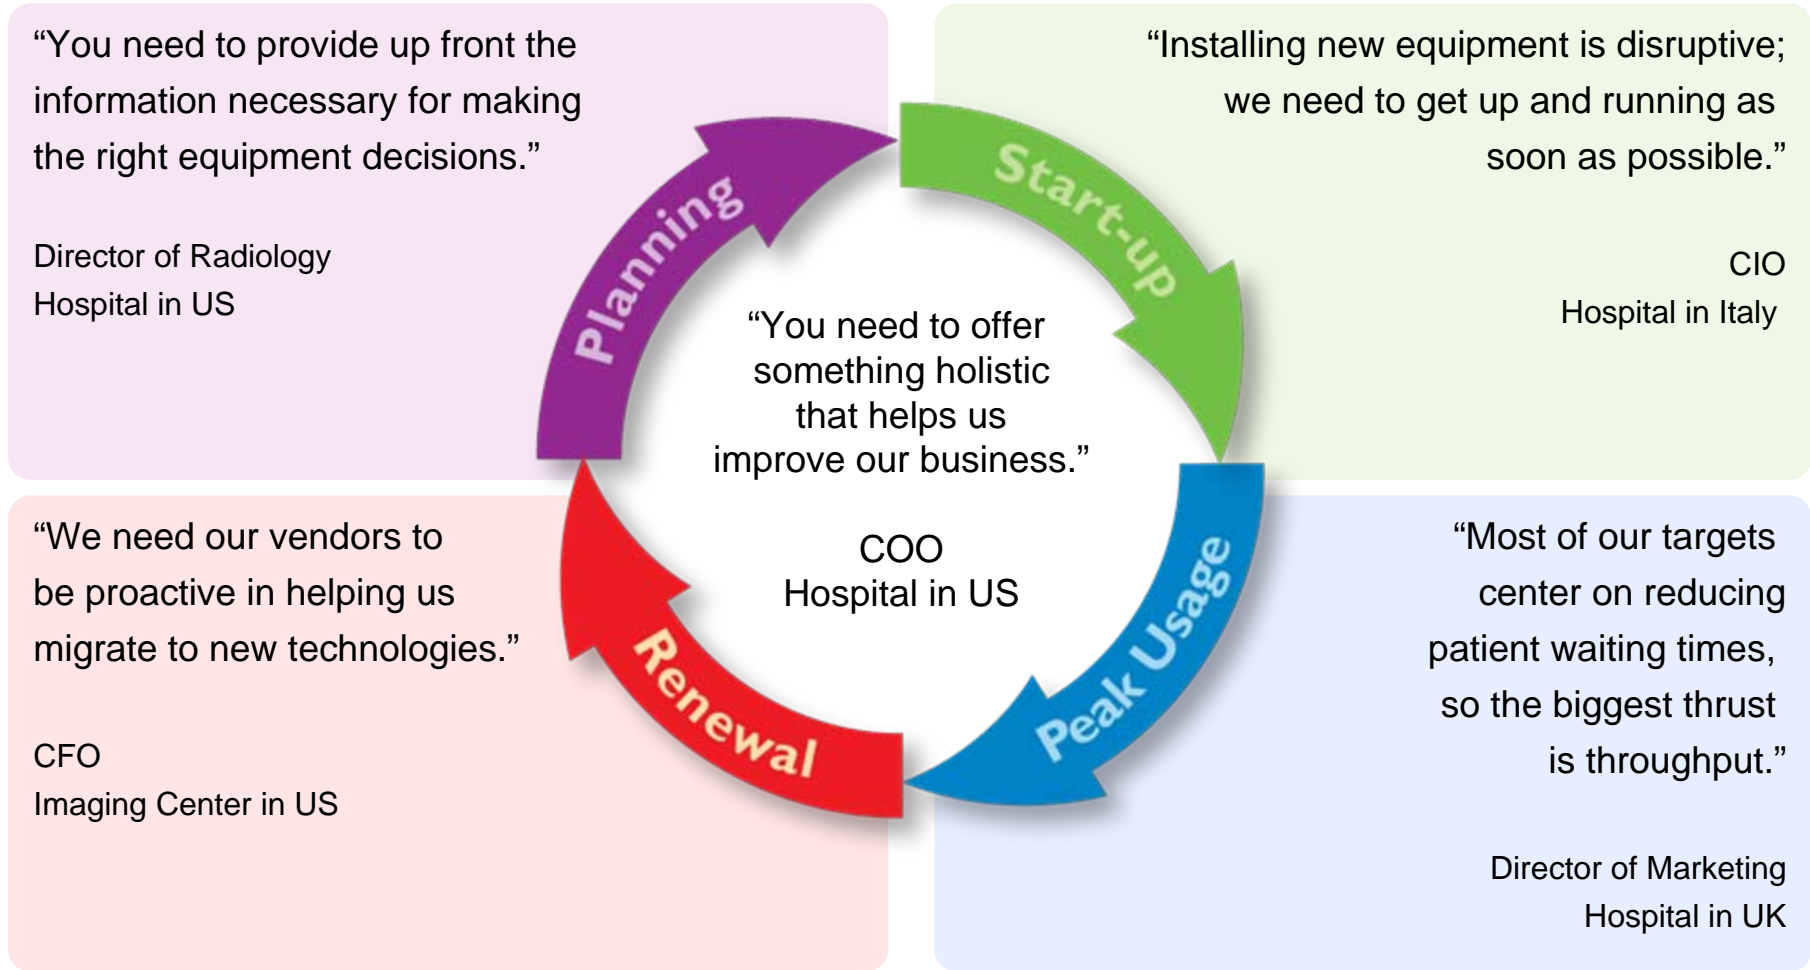 “You need to provide up front the
information necessary for making
the right equipment decisions.”
Director of Radiology
Hospital in US
Planning
“Installing new equipment is disruptive;
we need to get up and running as
soon as possible.”
CIO
Hospital in Italy
Start-up
“You need to offer
something holistic
that helps us
improve our business.”
COO
Hospital in US
“We need our vendors to
be proactive in helping us
migrate to new technologies.”
CFO
Imaging Center in US
Renewal
“Most of our targets
center on reducing
patient waiting times,
so the biggest thrust
is throughput.”
Director of Marketing
Hospital in UK
Peak Usage